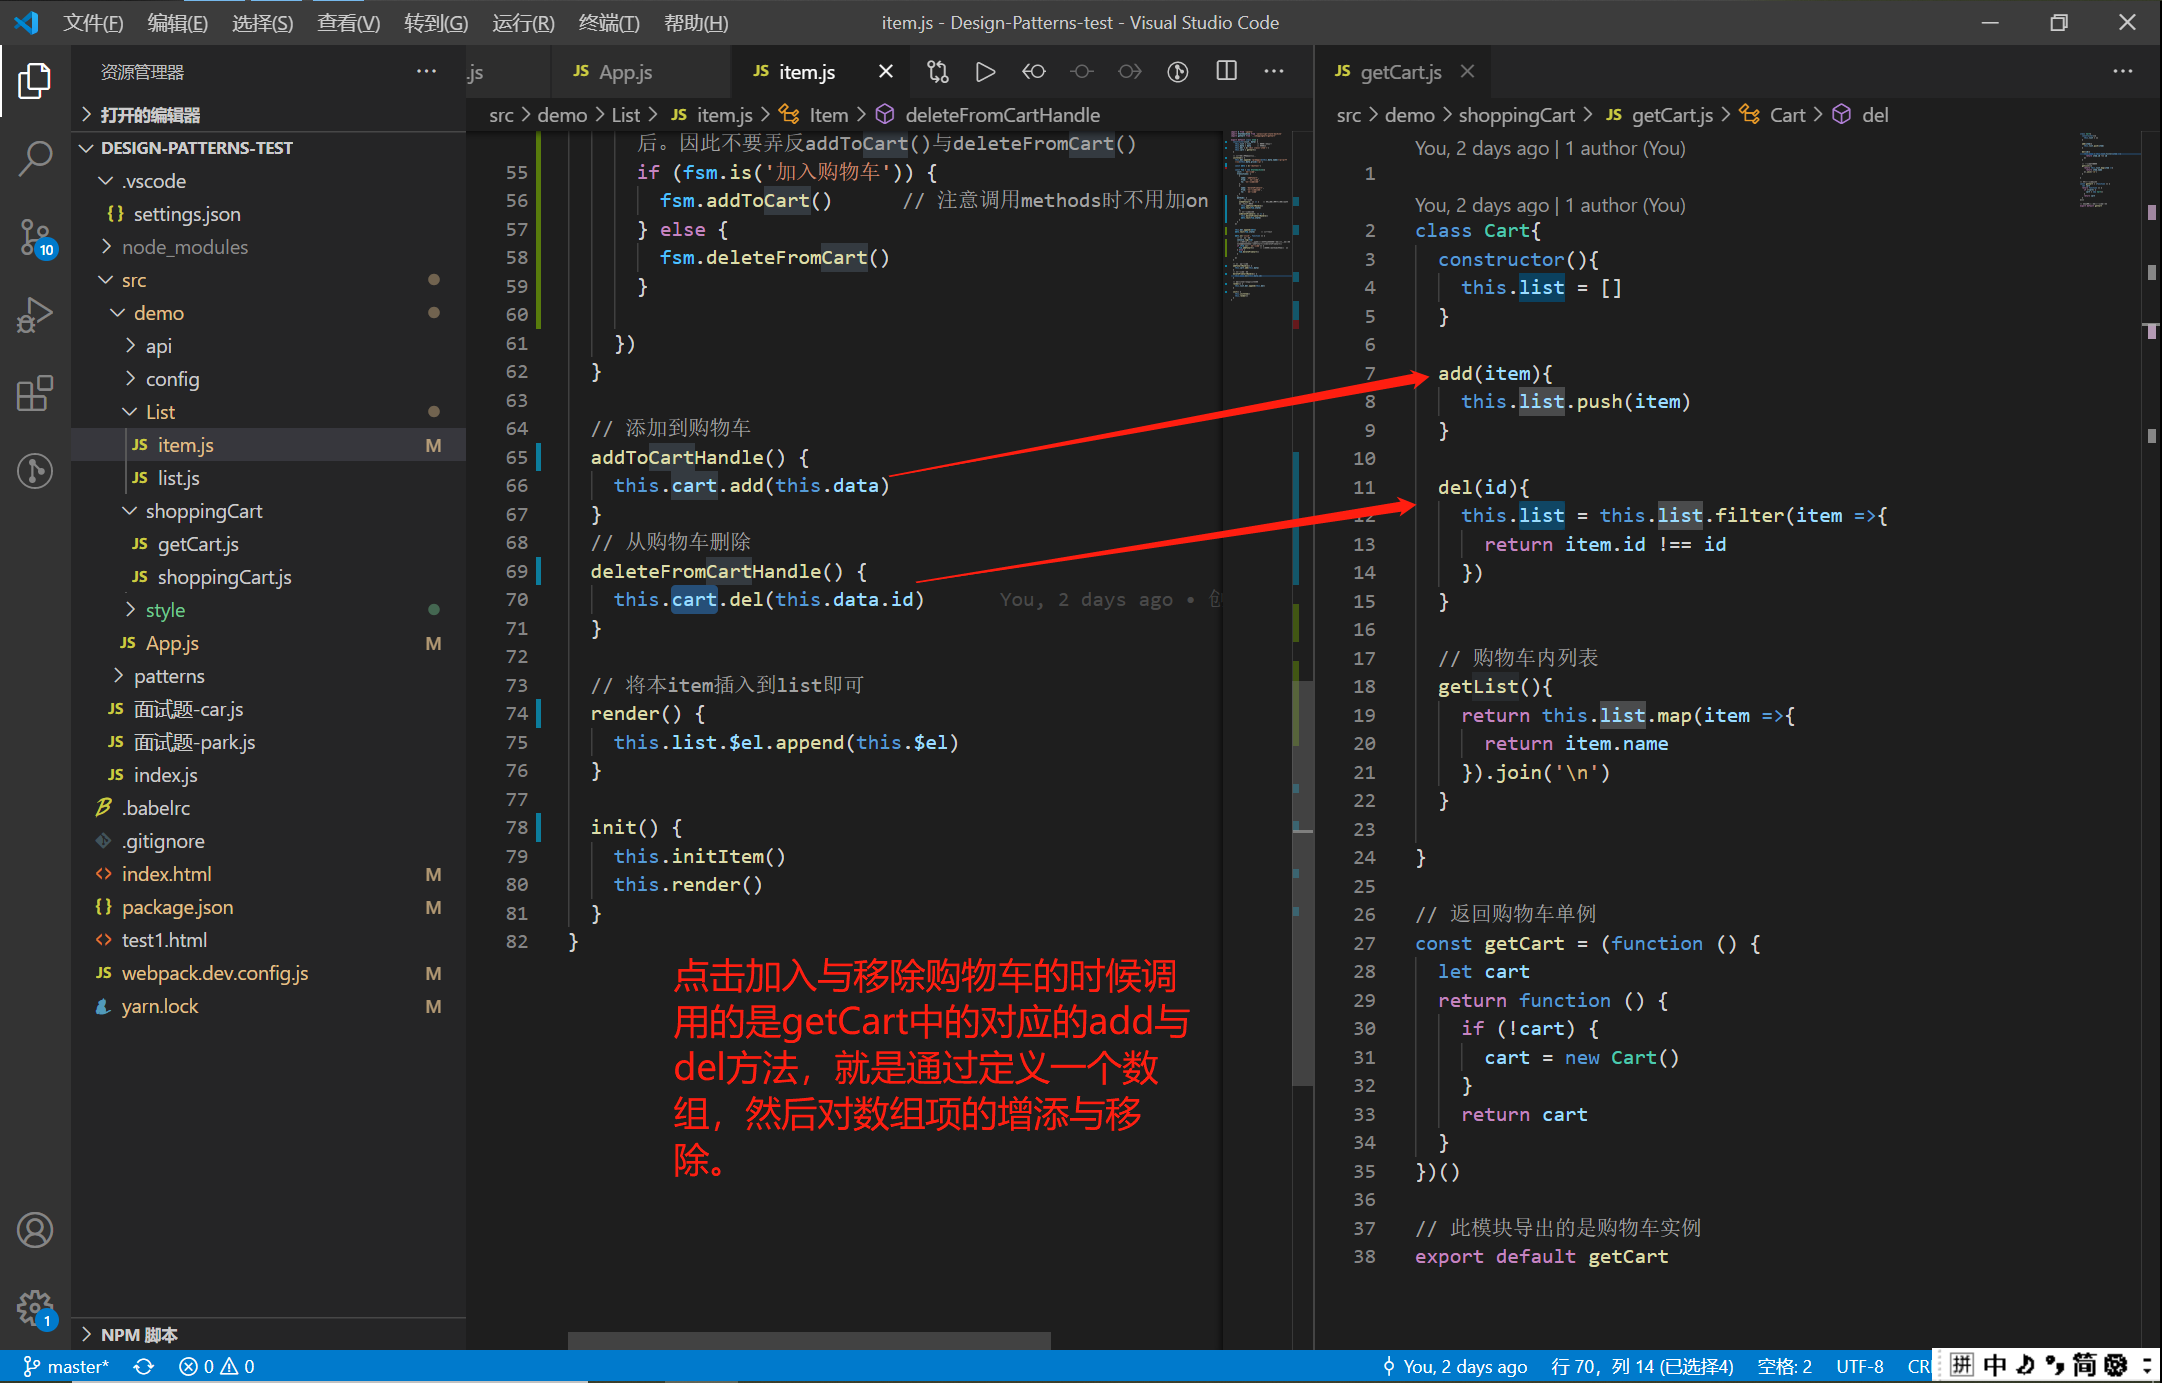 文件(F) 编辑(E) 选择(S) 查看(V) 转到(G) 运行(R) 终端(T) 帮助(H) item.js - Design-Patterns-test - Visual Studio Code
资源管理器
打开的编辑器
DESIGN-PATTERNS-TEST
.vscode
{} settings.json
node_modules
src
demo
api
config
List
JS item.js M
JS list.js
shoppingCart
JS getCart.js
JS shoppingCart.js
style
JS App.js M
patterns
JS 面试题-car.js
JS 面试题-park.js
JS index.js
.babelrc
.gitignore
<> index.html M
{} package.json M
<> test1.html
JS webpack.dev.config.js M
yarn.lock M
NPM 脚本
10
1
.js JS App.js JS item.js
src > demo > List > JS item.js > Item > deleteFromCartHandle
后。因此不要弄反addToCart()与deleteFromCart()
55 if (fsm.is('加入购物车')) {
56 fsm.addToCart() // 注意调用methods时不用加on
57 } else {
58 fsm.deleteFromCart()
59 }
60
61 })
62 }
63
64 // 添加到购物车
65 addToCartHandle() {
66 this.cart.add(this.data)
67 }
68 // 从购物车删除
69 deleteFromCartHandle() {
70 this.cart.del(this.data.id) You, 2 days ago •
71 }
72
73 // 将本item插入到list即可
74 render() {
75 this.list.$el.append(this.$el)
76 }
77
78 init() {
79 this.initItem()
80 this.render()
81 }
82 }
点击加入与移除购物车的时候调
用的是getCart中的对应的add与
del方法，就是通过定义一个数
组，然后对数组项的增添与移
除。
JS getCart.js
src > demo > shoppingCart > JS getCart.js > Cart > del
You, 2 days ago | 1 author (You)
1
You, 2 days ago | 1 author (You)
2 class Cart{
3 constructor(){
4 this.list = []
5 }
6
7 add(item){
8 this.list.push(item)
9 }
10
11 del(id){
12 this.list = this.list.filter(item =>{
13 return item.id !== id
14 })
15 }
16
17 // 购物车内列表
18 getList(){
19 return this.list.map(item =>{
20 return item.name
21 }).join('\n')
22 }
23
24 }
25
26 // 返回购物车单例
27 const getCart = (function () {
28 let cart
29 return function () {
30 if (!cart) {
31 cart = new Cart()
32 }
33 return cart
34 }
35 })()
36
37 // 此模块导出的是购物车实例
38 export default getCart
master* 0 0 You, 2 days ago 行 70，列 14 (已选择4) 空格: 2 UTF-8 CR 拼 中 简